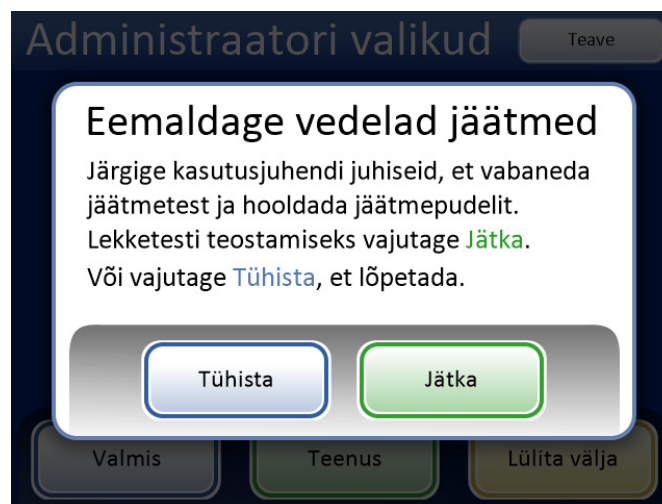 Administraatori valikud
Teave
Eemaldage vedelad jäätmed
Järgige kasutusjuhendi juhiseid, et vabaneda
jäätmetest ja hooldada jäätmepudelit.
Lekketesti teostamiseks vajutage Jätka.
Või vajutage Tühista, et lõpetada.
Tühista
Jätka
Valmis
Teenus
Lülita välja